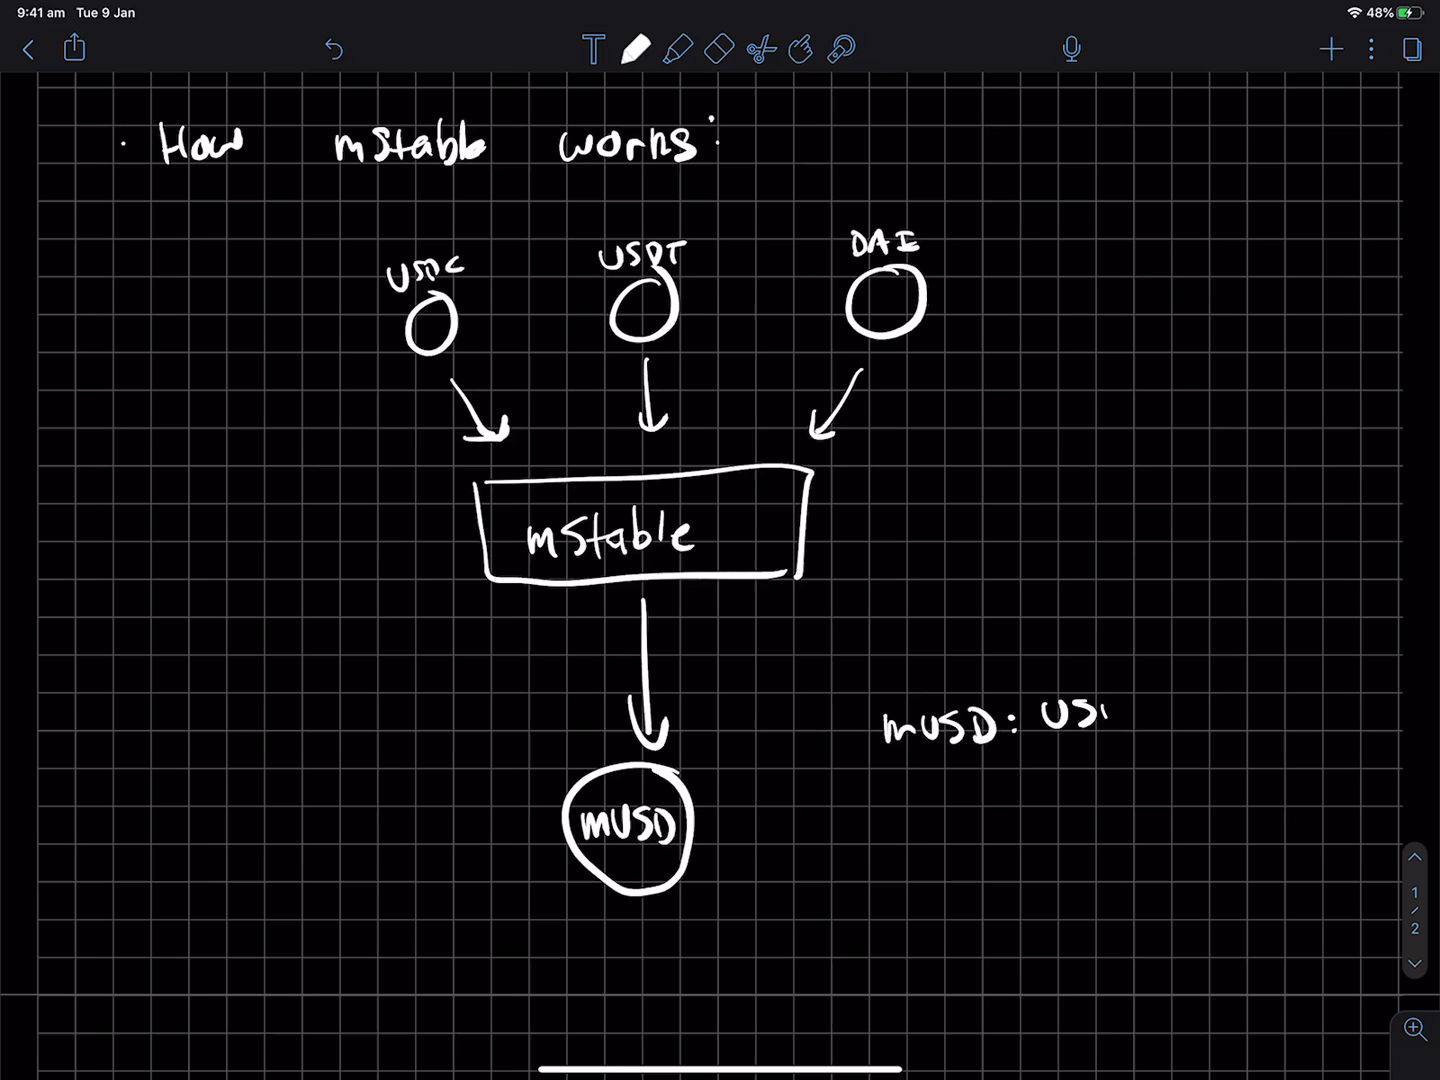 9:41 am Tue 9 Jan
48%
T
· How mstable works:
USDC
USDT
DAI
mstable
mUSD: US
mUSD
1
/
2